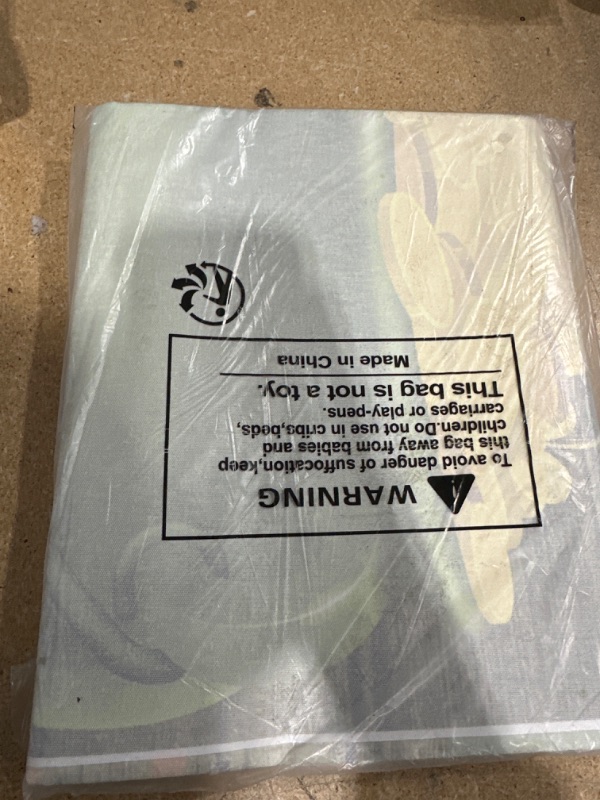 WARNING
To avoid danger of suffocation,keep
this bag away from babies and
children.Do not use in cribs,beds,
carriages or play-pens.
This bag is not a toy.
Made in China